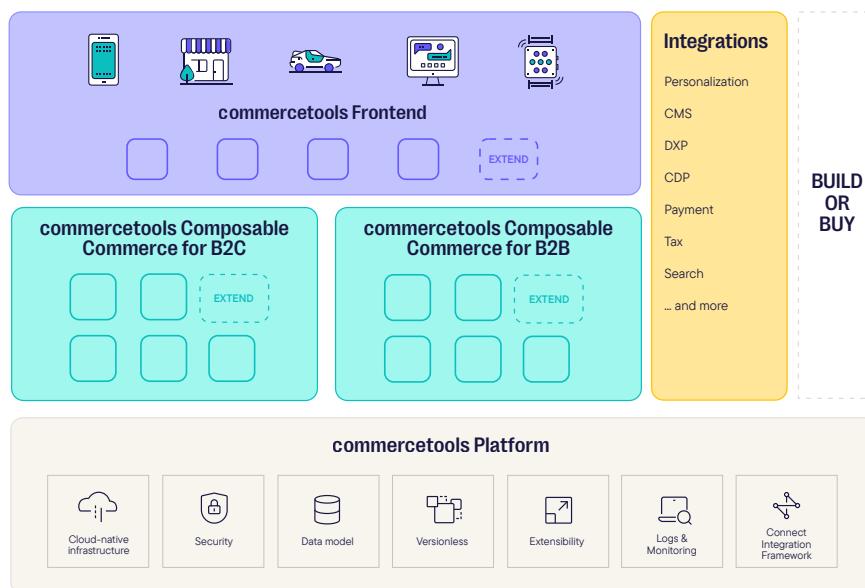 commercetools Frontend
EXTEND
commercetools Composable
Commerce for B2C
EXTEND
commercetools Composable
Commerce for B2B
EXTEND
Integrations
Personalization
CMS
DXP
CDP
Payment
Tax
Search
... and more
BUILD
OR
BUY
commercetools Platform
Cloud-native
infrastructure
Security
Data model
Versionless
Extensibility
Logs &
Monitoring
Connect
Integration
Framework